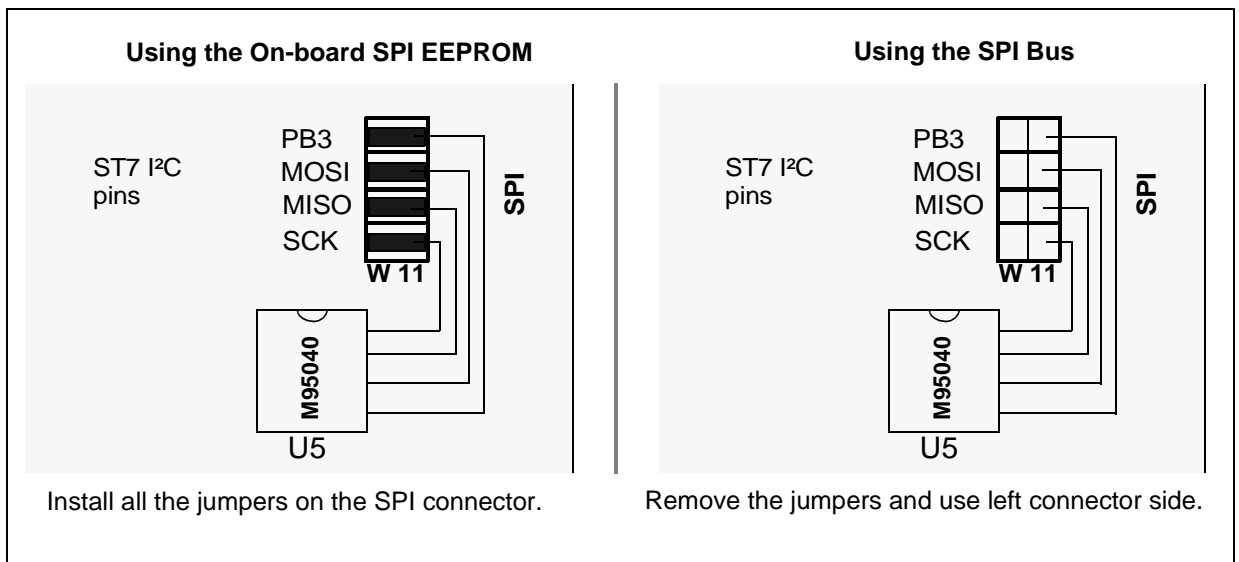 Using the On-board SPI EEPROM
PB3
MOSI
MISO
SCK
ST7 I²C
pins
SPI
W 11
M95040
U5
Install all the jumpers on the SPI connector.
Using the SPI Bus
PB3
MOSI
MISO
SCK
ST7 I²C
pins
SPI
W 11
M95040
U5
Remove the jumpers and use left connector side.